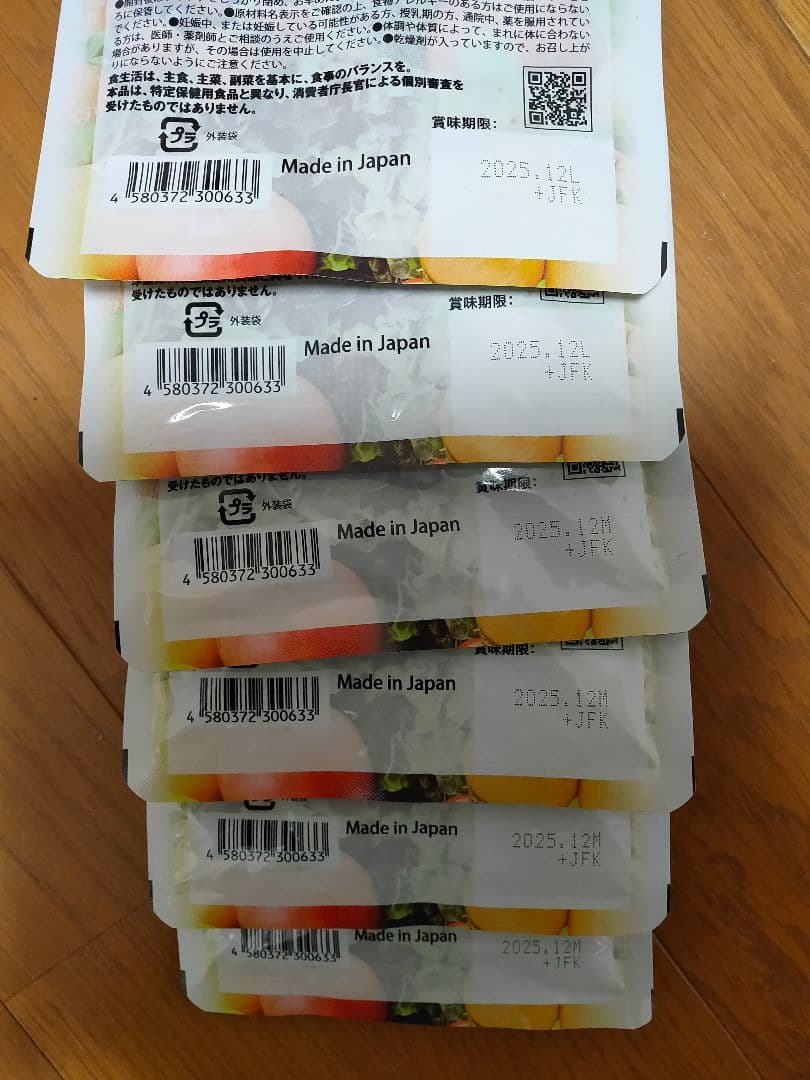 ろに保管してください。●原材料名表示をご確認の上、食物アレルギーのある方はご使用にならない
でください。●妊娠中、または妊娠している可能性がある方、授乳期の方、通院中、薬を服用されてい
る方は、医師・薬剤師とご相談のうえご使用ください。●体調や体質によって、まれに体に合わない
場合がありますが、その場合は使用を中止してください。●乾燥剤が入っていますので、お召し上が
りにならないようにご注意ください。
食生活は、主食、主菜、副菜を基本に、食事のバランスを。
本品は、特定保健用食品と異なり、消費者庁長官による個別審査を
受けたものではありません。
プラ 外装袋
賞味期限:
Made in Japan
2025.12L
+JFK
4 580372 300633
受けたものではありません。
プラ 外装袋
賞味期限:
Made in Japan
2025.12L
+JFK
4 580372 300633
受けたものではありません。
プラ 外装袋
賞味期限:
Made in Japan
2025.12M
+JFK
4 580372 300633
賞味期限:
Made in Japan
2025.12M
+JFK
4 580372 300633
外装袋
Made in Japan
2025.12M
+JFK
4 580372 300633
Made in Japan
2025.12M
+JFK
4 580372 300633